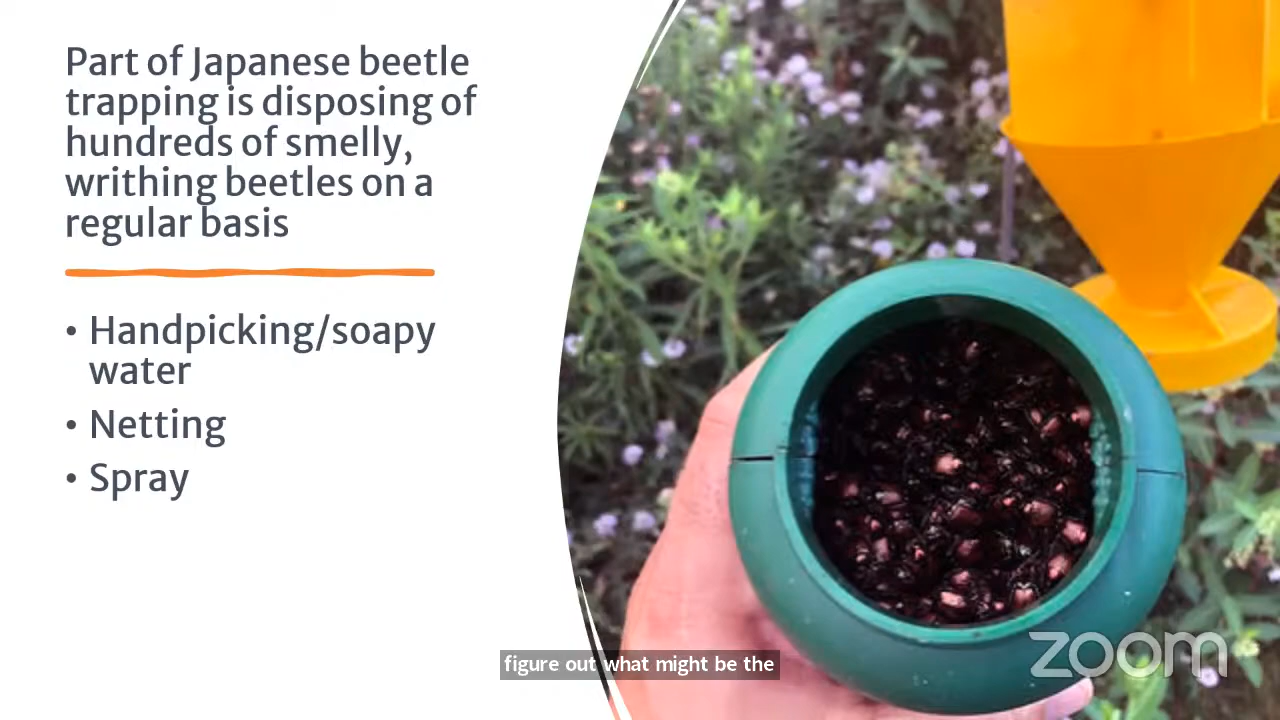 Part of Japanese beetle
trapping is disposing of
hundreds of smelly,
writhing beetles on a
regular basis
• Handpicking/soapy
water
• Netting
• Spray
figure out what might be the
zoom